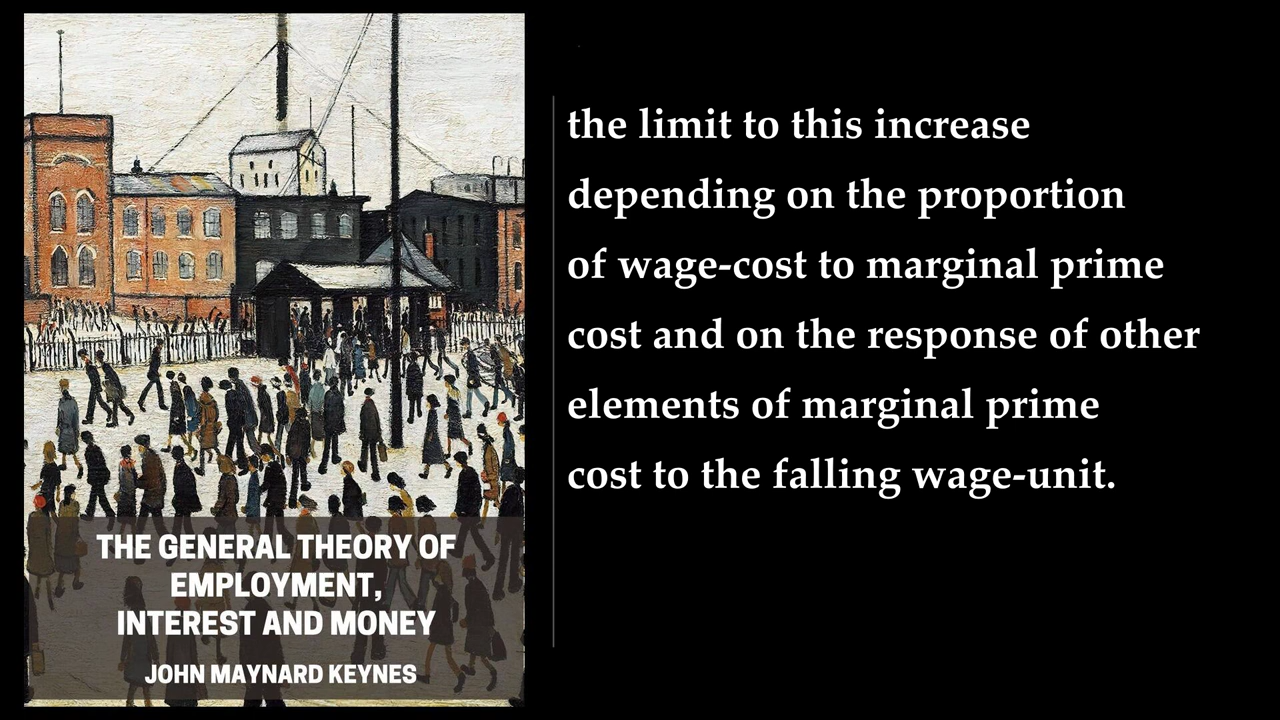 the limit to this increase
depending on the proportion
of wage-cost to marginal prime
cost and on the response of other
elements of marginal prime
cost to the falling wage-unit.
THE GENERAL THEORY OF
EMPLOYMENT,
INTEREST AND MONEY
JOHN MAYNARD KEYNES